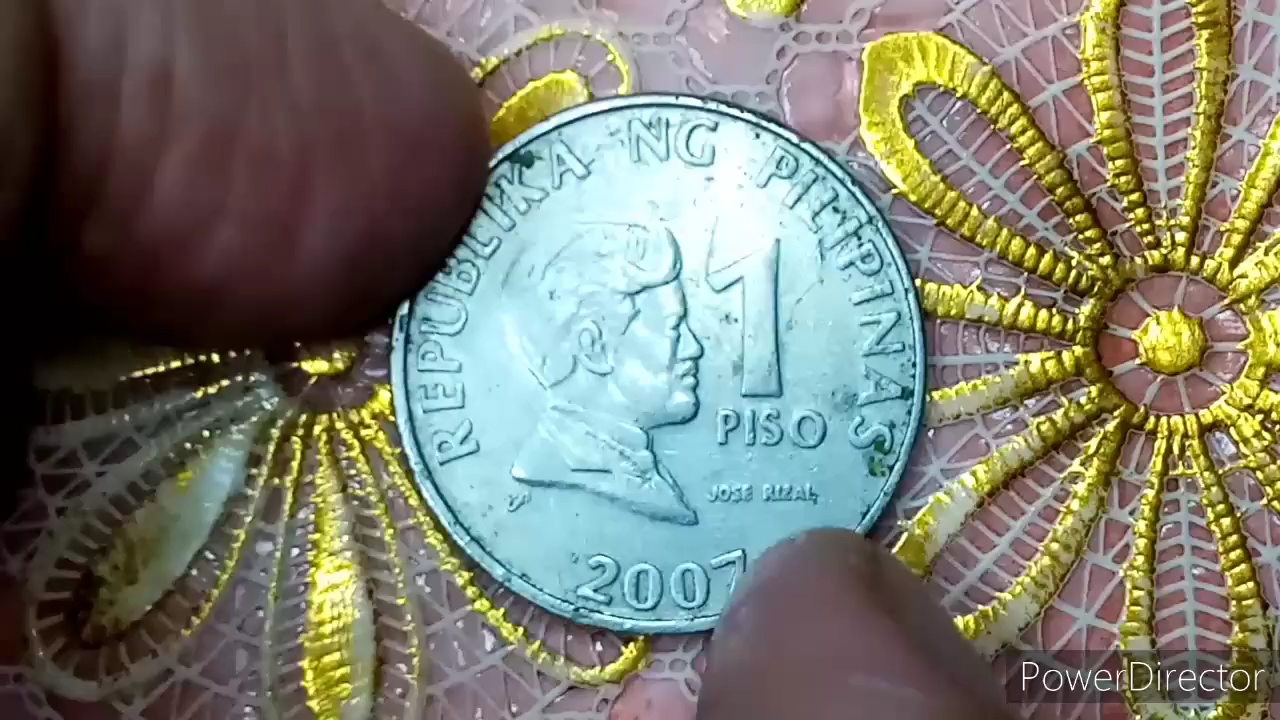 REPUBLIKA NG PILIPINAS
1
PISO
JOSE RIZAL
2007
PowerDirector